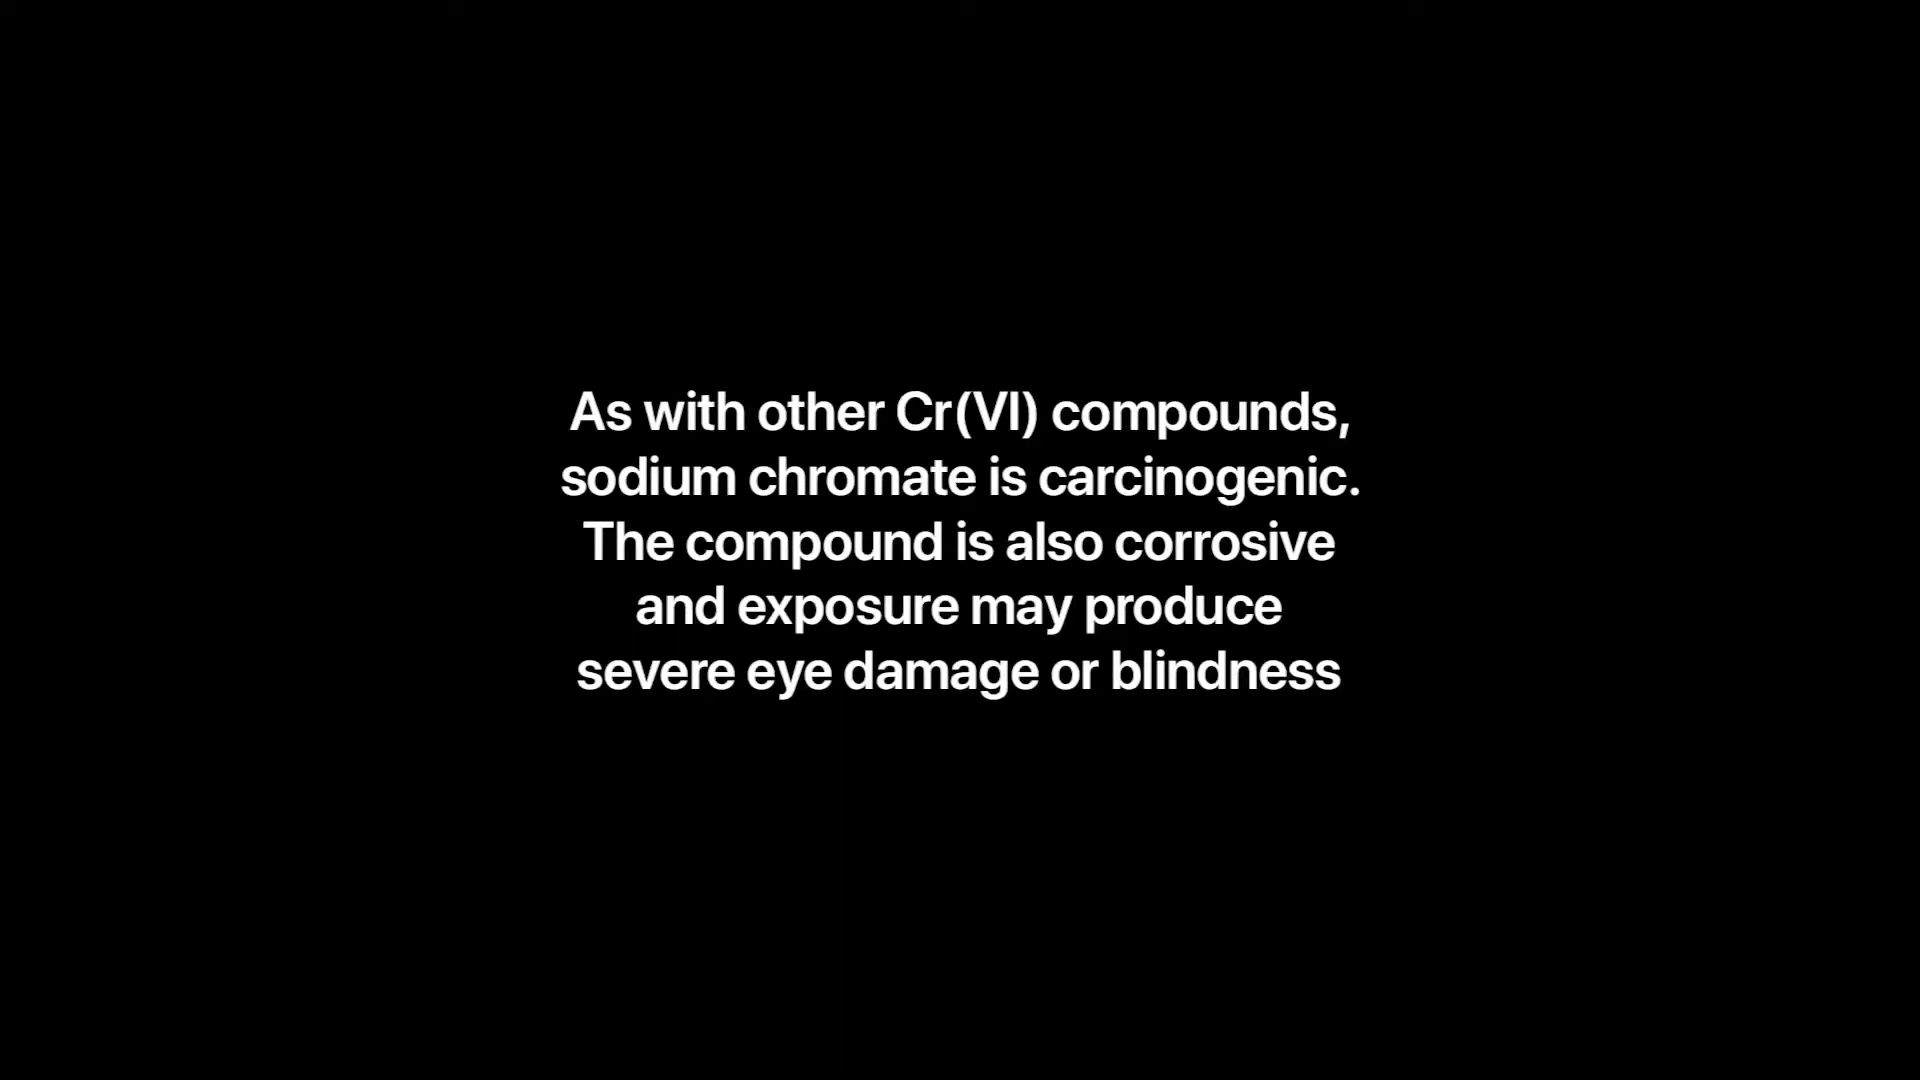 As with other Cr(VI) compounds,
sodium chromate is carcinogenic.
The compound is also corrosive
and exposure may produce
severe eye damage or blindness